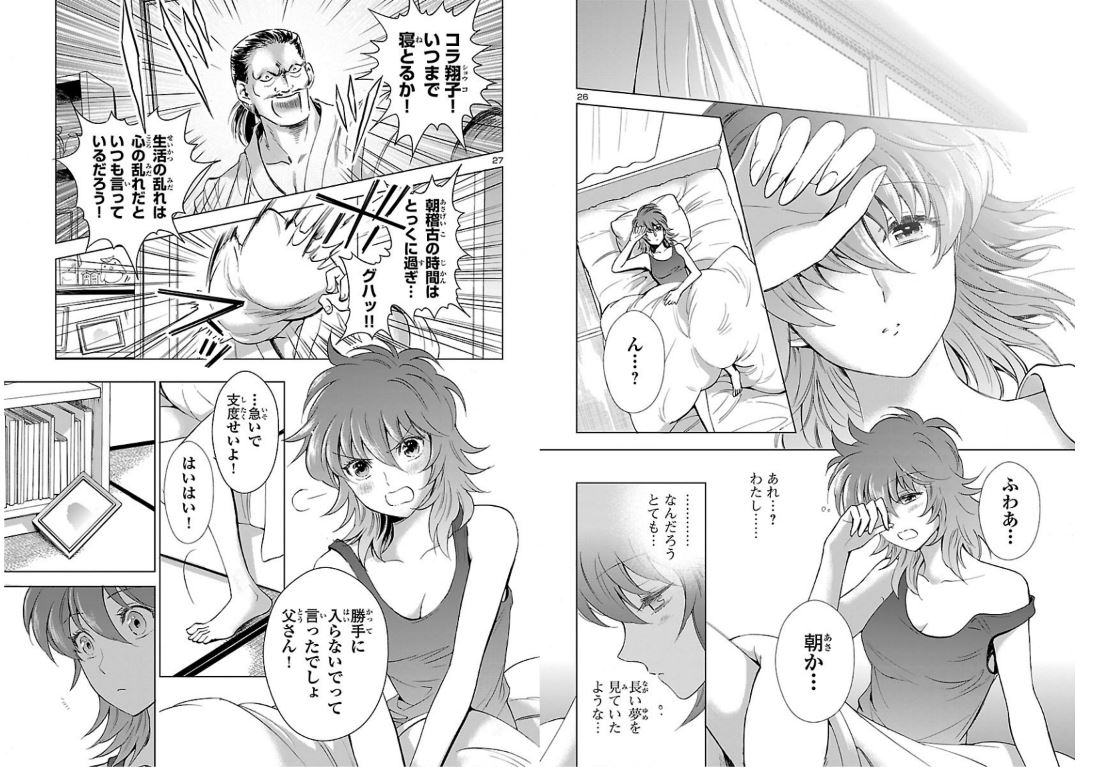 26
ん…?
ふわあ…
朝か…
あれ…?
わたし……
…………
なんだろう
とても…
長い夢を
見ていた
ような…
27
コラ翔子!
いつまで
寝とるか!
生活の乱れは
心の乱れだと
いつも言って
いるだろう!
朝稽古の時間は
とっくに過ぎ…
グハッ!!
勝手に
入らないでって
言ったでしょ
父さん!
…急いで
支度せいよ!
はいはい!